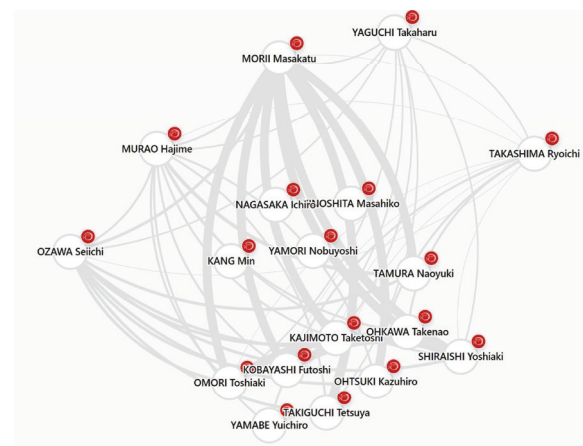 YAGUCHI Takaharu
MORII Masakatu
MURAO Hajime
TAKASHIMA Ryoichi
NAGASAKA Ichiro
Masahiko
OZAWA Seiichi
YAMORI Nobuyoshi
KANG Min
TAMURA Naoyuki
OHKAWA Takenao
KAJIMOTO Taketoshi
SHIRAISHI Yoshiaki
KOBAYASHI Futoshi
OMORI Toshiaki
OHTSUKI Kazuhiro
TAKIGUCHI Tetsuya
YAMABE Yuichiro